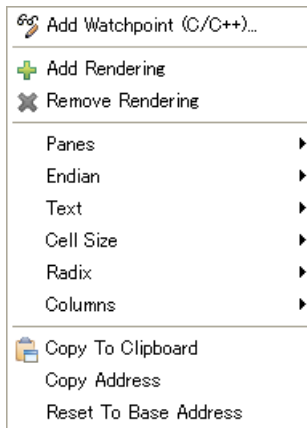 Add Watchpoint (C/C++)...
Add Rendering
Remove Rendering
Panes
Endian
Text
Cell Size
Radix
Columns
Copy To Clipboard
Copy Address
Reset To Base Address